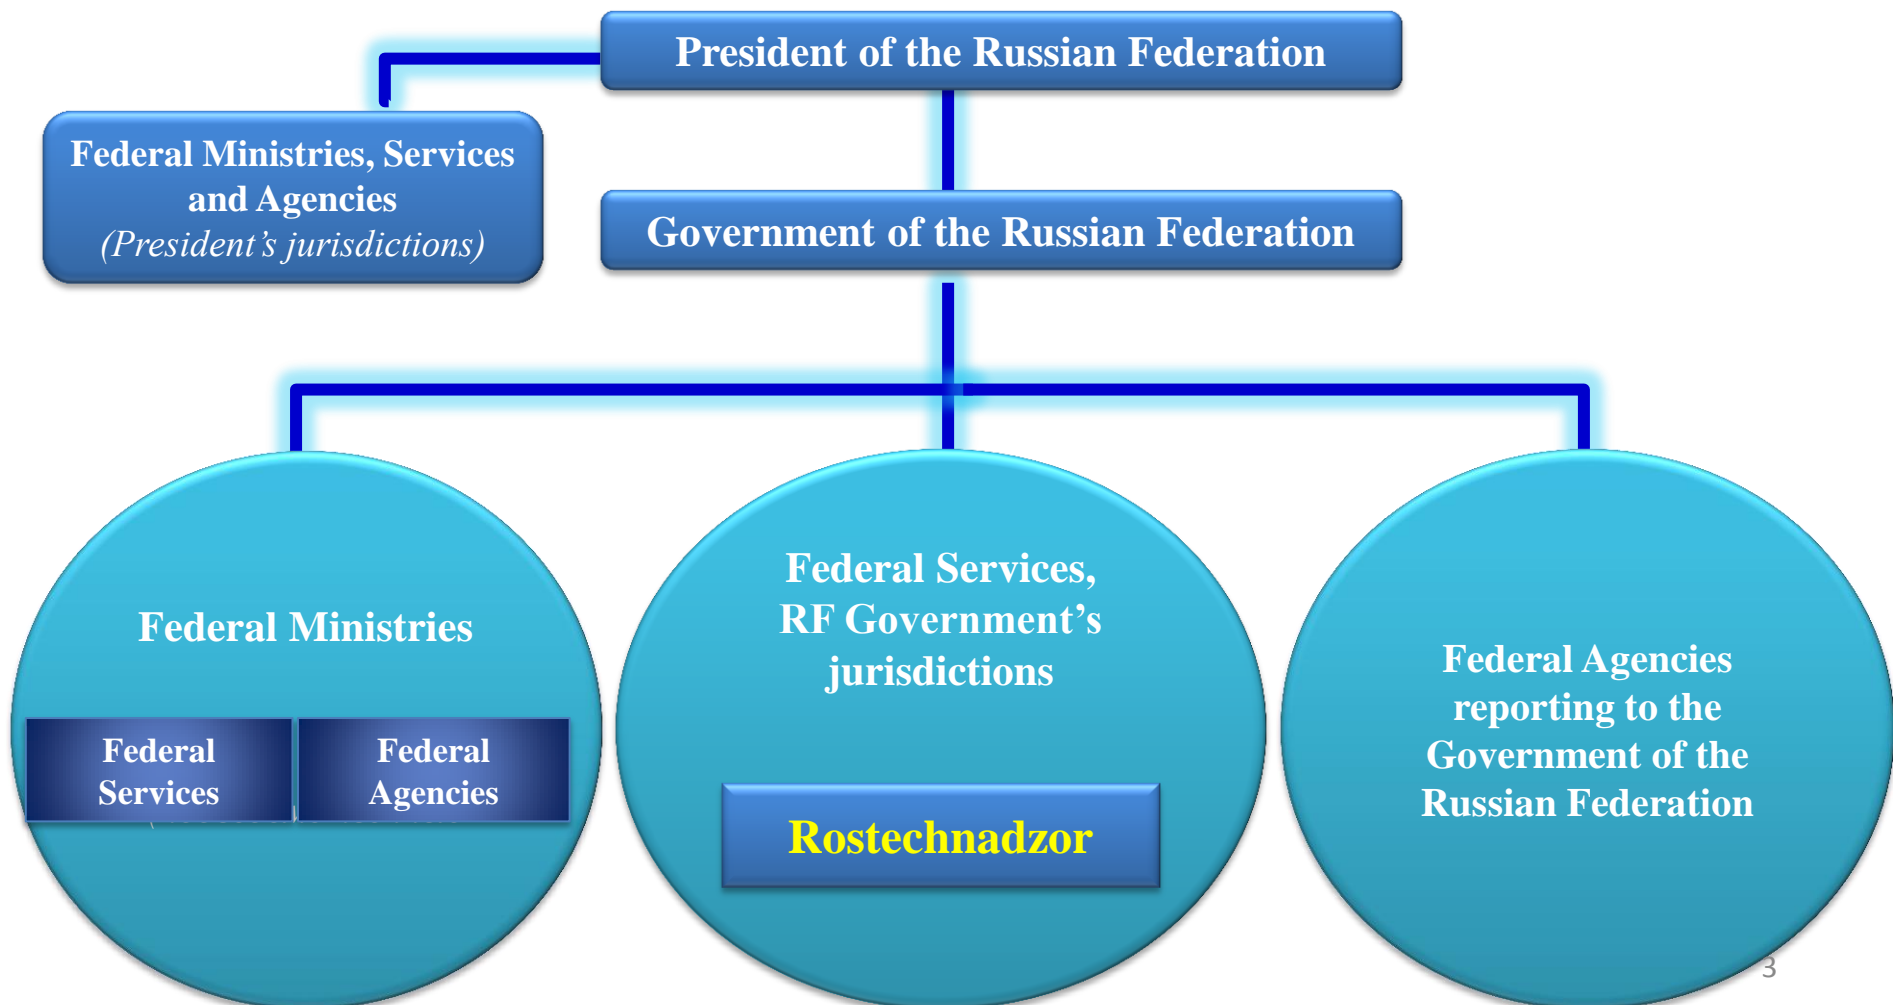 President of the Russian Federation
Federal Ministries, Services
and Agencies
(President’s jurisdictions)
Government of the Russian Federation
Federal Ministries
Federal
Services
Federal
Agencies
Federal Services,
RF Government’s
jurisdictions
Rostechnadzor
Federal Agencies
reporting to the
Government of the
Russian Federation
3